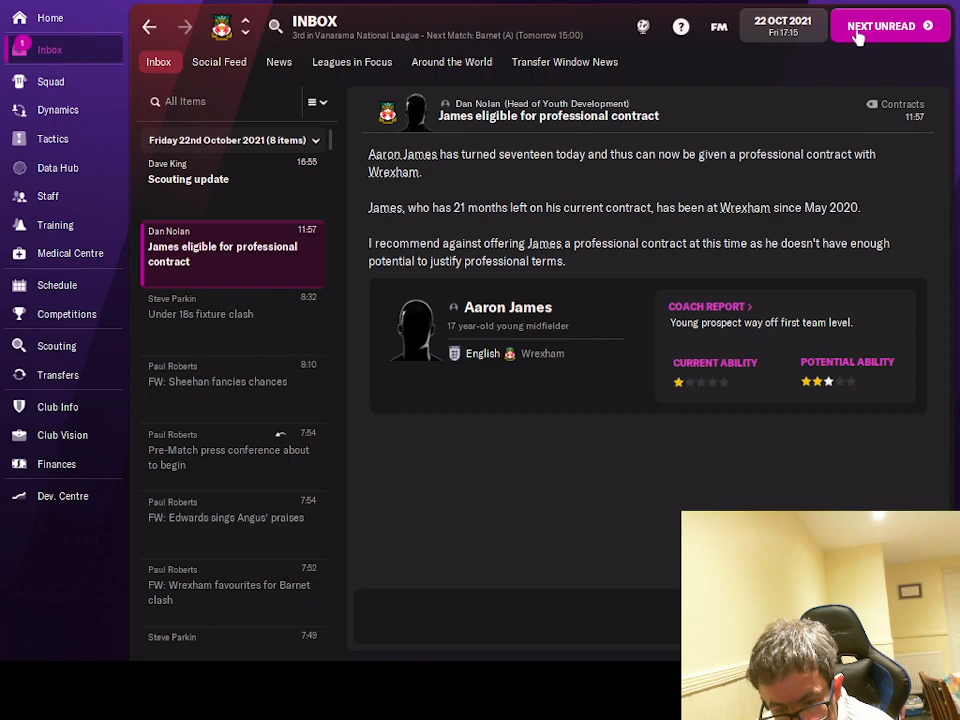 Home
1
Inbox
Squad
Dynamics
Tactics
Data Hub
Staff
Training
Medical Centre
Schedule
Competitions
Scouting
Transfers
Club Info
Club Vision
Finances
Dev. Centre
INBOX
3rd in Vanarama National League - Next Match: Barnet (A) (Tomorrow 15:00)
?
FM
22 OCT 2021
Fri 17:15
NEXT UNREAD
Inbox
Social Feed
News
Leagues in Focus
Around the World
Transfer Window News
All Items
Friday 22nd October 2021 (8 items)
Dave King
16:55
Scouting update
Dan Nolan
11:57
James eligible for professional
contract
Steve Parkin
8:32
Under 18s fixture clash
Paul Roberts
8:10
FW: Sheehan fancies chances
Paul Roberts
7:54
Pre-Match press conference about
to begin
Paul Roberts
7:54
FW: Edwards sings Angus' praises
Paul Roberts
7:52
FW: Wrexham favourites for Barnet
clash
Steve Parkin
7:49
Dan Nolan (Head of Youth Development)
James eligible for professional contract
Contracts
11:57
Aaron James has turned seventeen today and thus can now be given a professional contract with
Wrexham.
James, who has 21 months left on his current contract, has been at Wrexham since May 2020.
I recommend against offering James a professional contract at this time as he doesn't have enough
potential to justify professional terms.
Aaron James
17 year-old young midfielder
English
Wrexham
COACH REPORT >
Young prospect way off first team level.
CURRENT ABILITY
POTENTIAL ABILITY